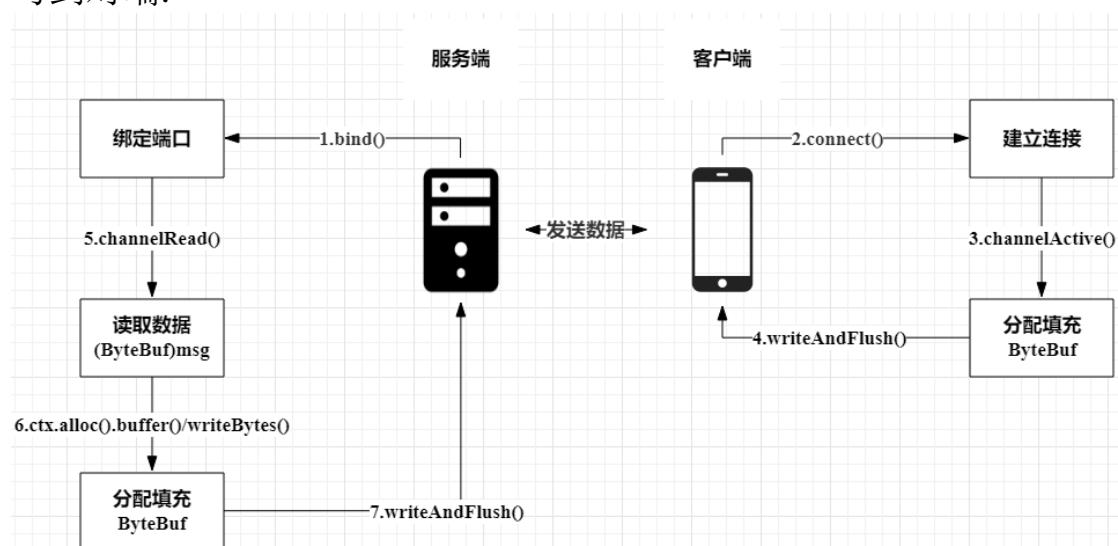 服务端
客户端
绑定端口
1.bind()
2.connect()
建立连接
5.channelRead()
发送数据
3.channelActive()
读取数据
(ByteBuf)msg
4.writeAndFlush()
分配填充
ByteBuf
6.ctx.alloc().buffer()/writeBytes()
分配填充
ByteBuf
7.writeAndFlush()